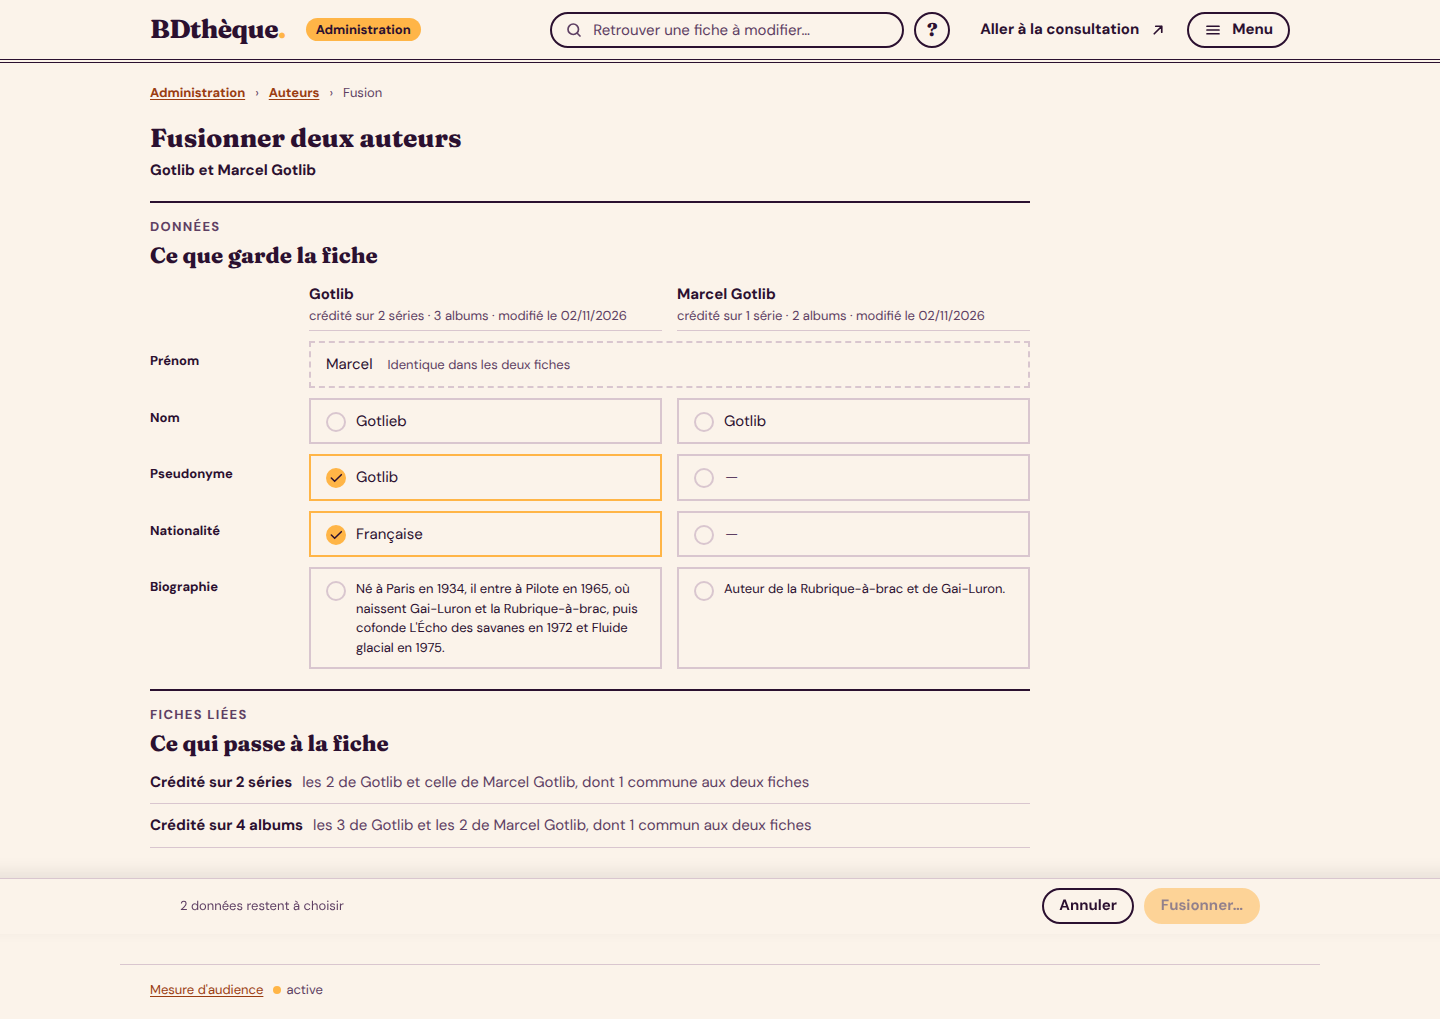 BDthèque.
Administration
Retrouver une fiche à modifier...
?
Aller à la consultation
Menu
Administration › Auteurs › Fusion
Fusionner deux auteurs
Gotlib et Marcel Gotlib
DONNÉES
Ce que garde la fiche
Gotlib
crédité sur 2 séries · 3 albums · modifié le 02/11/2026
Marcel Gotlib
crédité sur 1 série · 2 albums · modifié le 02/11/2026
Prénom
Marcel Identique dans les deux fiches
Nom
Gotlieb
Gotlib
Pseudonyme
Gotlib
—
Nationalité
Française
—
Biographie
Né à Paris en 1934, il entre à Pilote en 1965, où
naissent Gai-Luron et la Rubrique-à-brac, puis
cofonde L'Écho des savanes en 1972 et Fluide
glacial en 1975.
Auteur de la Rubrique-à-brac et de Gai-Luron.
FICHES LIÉES
Ce qui passe à la fiche
Crédité sur 2 séries les 2 de Gotlib et celle de Marcel Gotlib, dont 1 commune aux deux fiches
Crédité sur 4 albums les 3 de Gotlib et les 2 de Marcel Gotlib, dont 1 commun aux deux fiches
2 données restent à choisir
Annuler
Fusionner...
Mesure d'audience
active